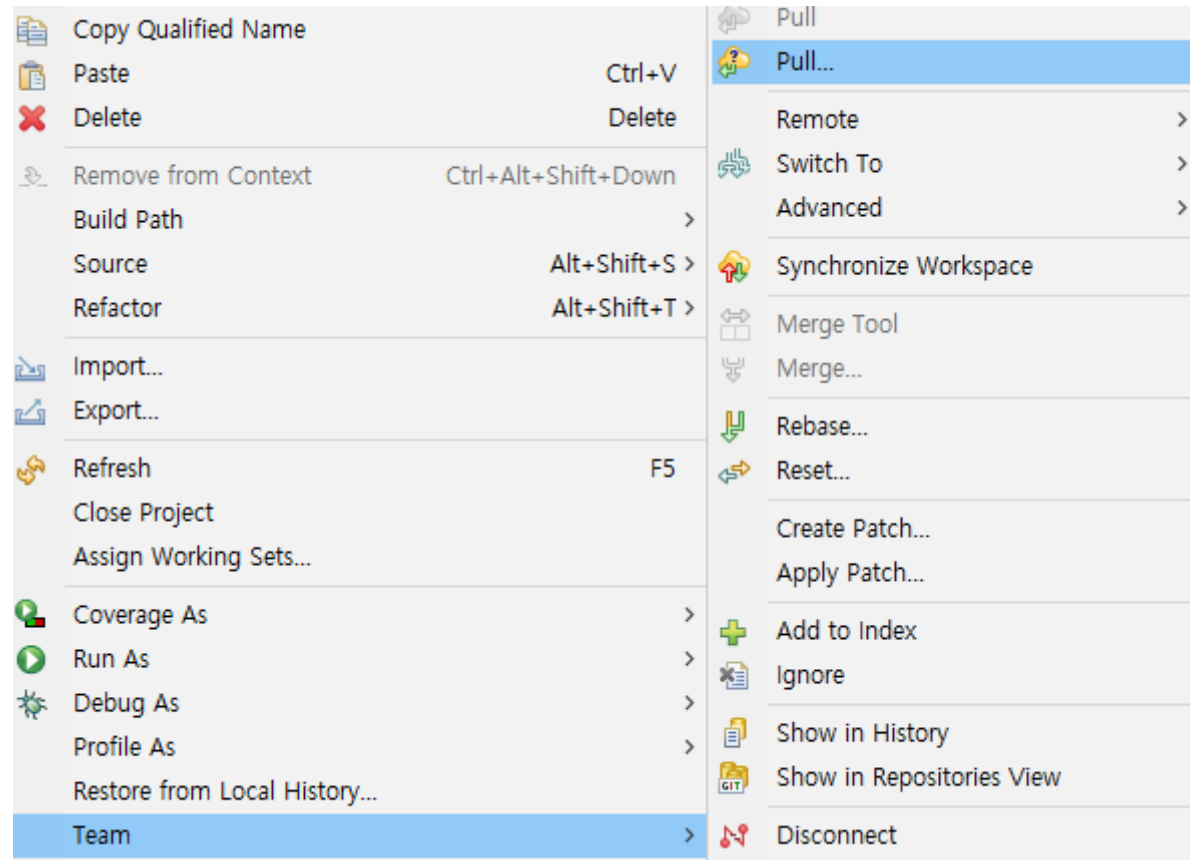 Copy Qualified Name
Paste Ctrl+V
Delete Delete
Remove from Context Ctrl+Alt+Shift+Down
Build Path >
Source Alt+Shift+S >
Refactor Alt+Shift+T >
Import...
Export...
Refresh F5
Close Project
Assign Working Sets...
Coverage As >
Run As >
Debug As >
Profile As >
Restore from Local History...
Team >
Pull
Pull...
Remote >
Switch To >
Advanced >
Synchronize Workspace
Merge Tool
Merge...
Rebase...
Reset...
Create Patch...
Apply Patch...
Add to Index
Ignore
Show in History
GIT Show in Repositories View
Disconnect